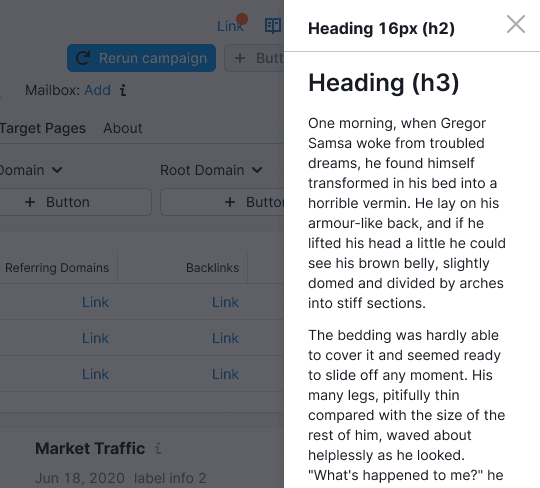 Link
Rerun campaign
+ Butt
Mailbox: Add i
Target Pages About
Domain
Root Domain
+ Button
+ Butto
Referring Domains Backlinks
Link Link
Link Link
Link Link
Market Traffic i
Jun 18, 2020 label info 2
Heading 16px (h2)
Heading (h3)
One morning, when Gregor
Samsa woke from troubled
dreams, he found himself
transformed in his bed into a
horrible vermin. He lay on his
armour-like back, and if he
lifted his head a little he could
see his brown belly, slightly
domed and divided by arches
into stiff sections.
The bedding was hardly able
to cover it and seemed ready
to slide off any moment. His
many legs, pitifully thin
compared with the size of the
rest of him, waved about
helplessly as he looked.
"What's happened to me?" he